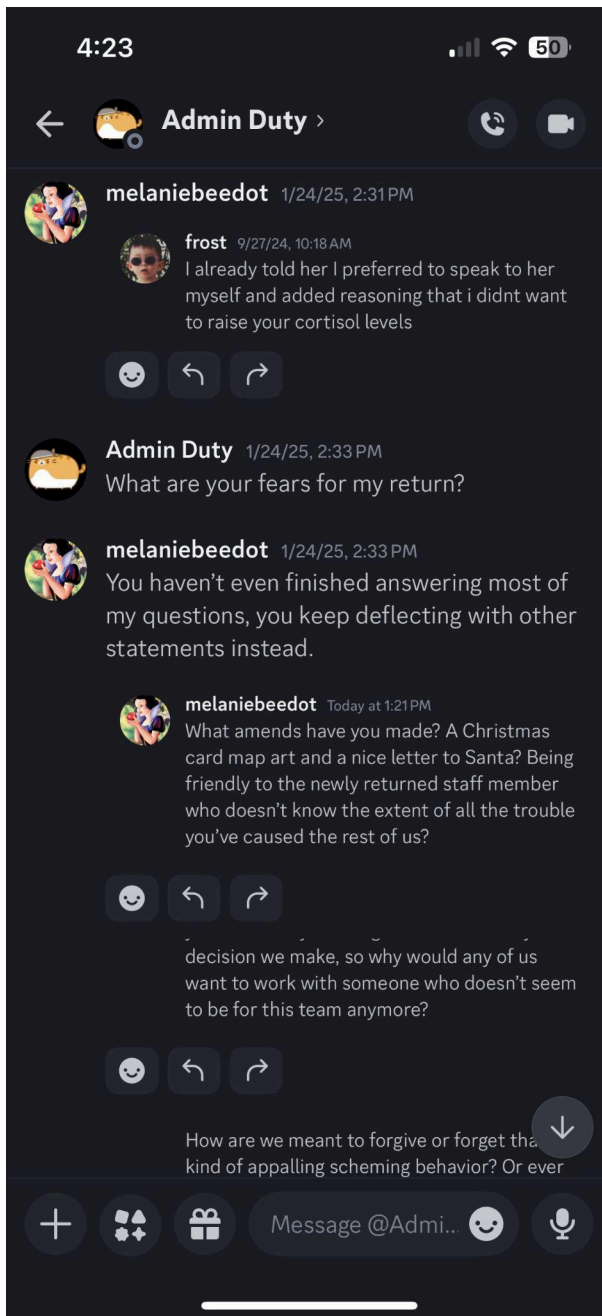 4:23
50
Admin Duty ›
melaniebeedot 1/24/25, 2:31 PM
frost 9/27/24, 10:18 AM
I already told her I preferred to speak to her
myself and added reasoning that i didnt want
to raise your cortisol levels
Admin Duty 1/24/25, 2:33 PM
What are your fears for my return?
melaniebeedot 1/24/25, 2:33 PM
You haven’t even finished answering most of
my questions, you keep deflecting with other
statements instead.
melaniebeedot Today at 1:21 PM
What amends have you made? A Christmas
card map art and a nice letter to Santa? Being
friendly to the newly returned staff member
who doesn’t know the extent of all the trouble
you’ve caused the rest of us?
decision we make, so why would any of us
want to work with someone who doesn’t seem
to be for this team anymore?
How are we meant to forgive or forget
kind of appalling scheming behavior? Or ever
Message @Admi...